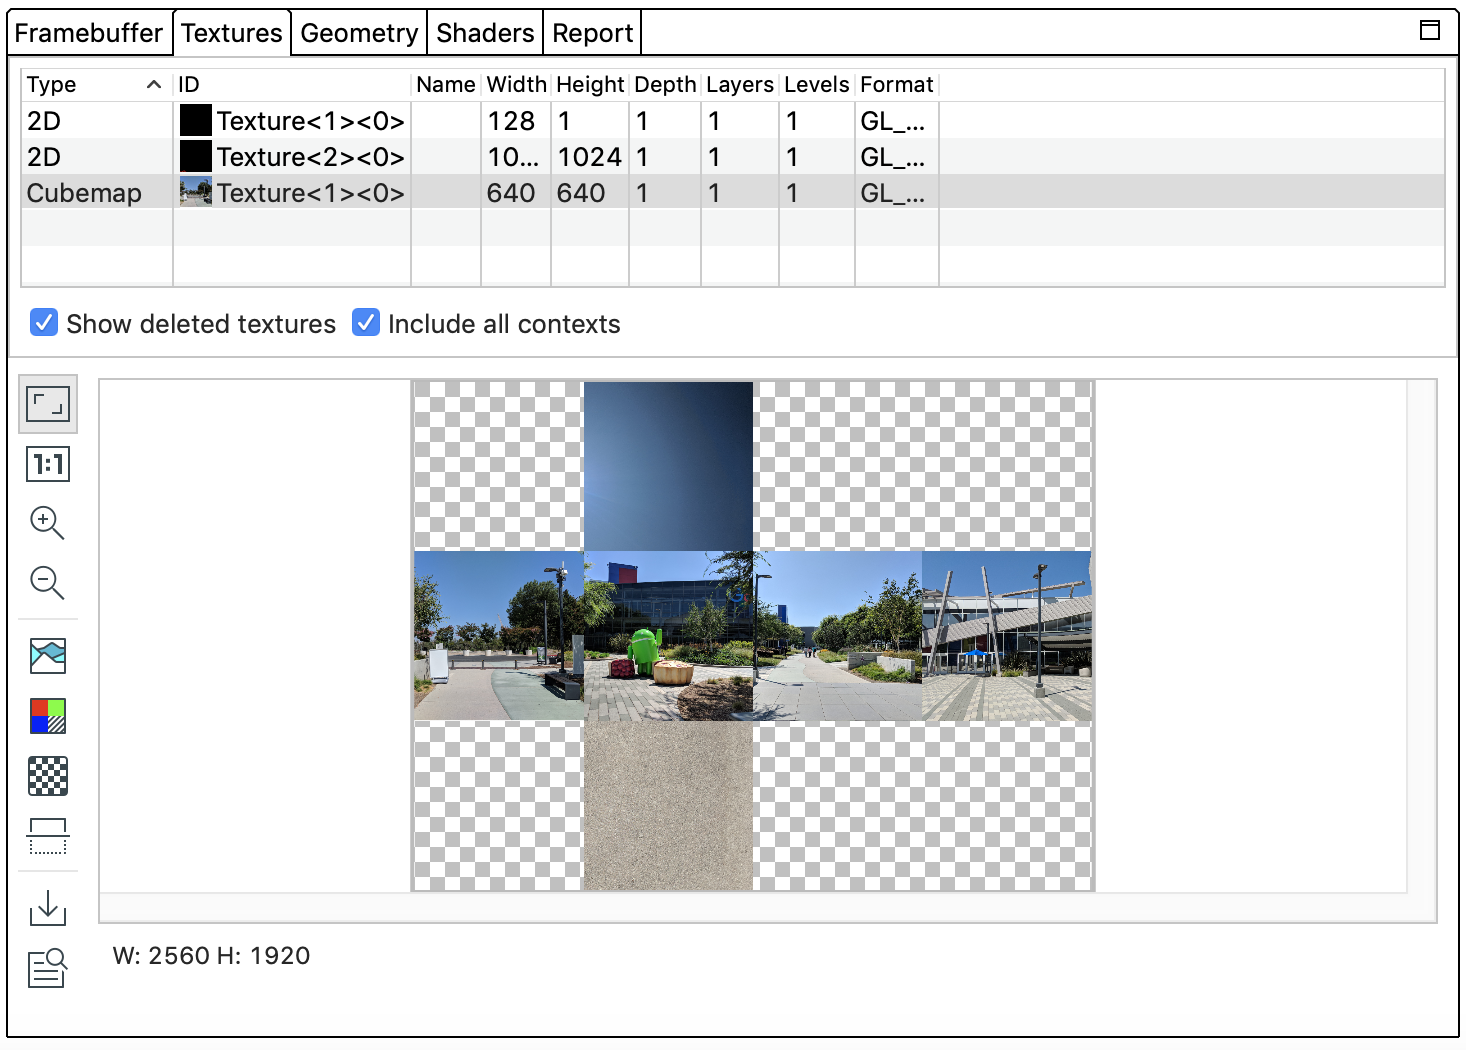 Framebuffer Textures Geometry Shaders Report
Type ID Name Width Height Depth Layers Levels Format
2D Texture<1><0> 128 1 1 1 1 GL_...
2D Texture<2><0> 10... 1024 1 1 1 GL_...
Cubemap Texture<1><0> 640 640 1 1 1 GL_...
Show deleted textures Include all contexts
1:1
W: 2560 H: 1920